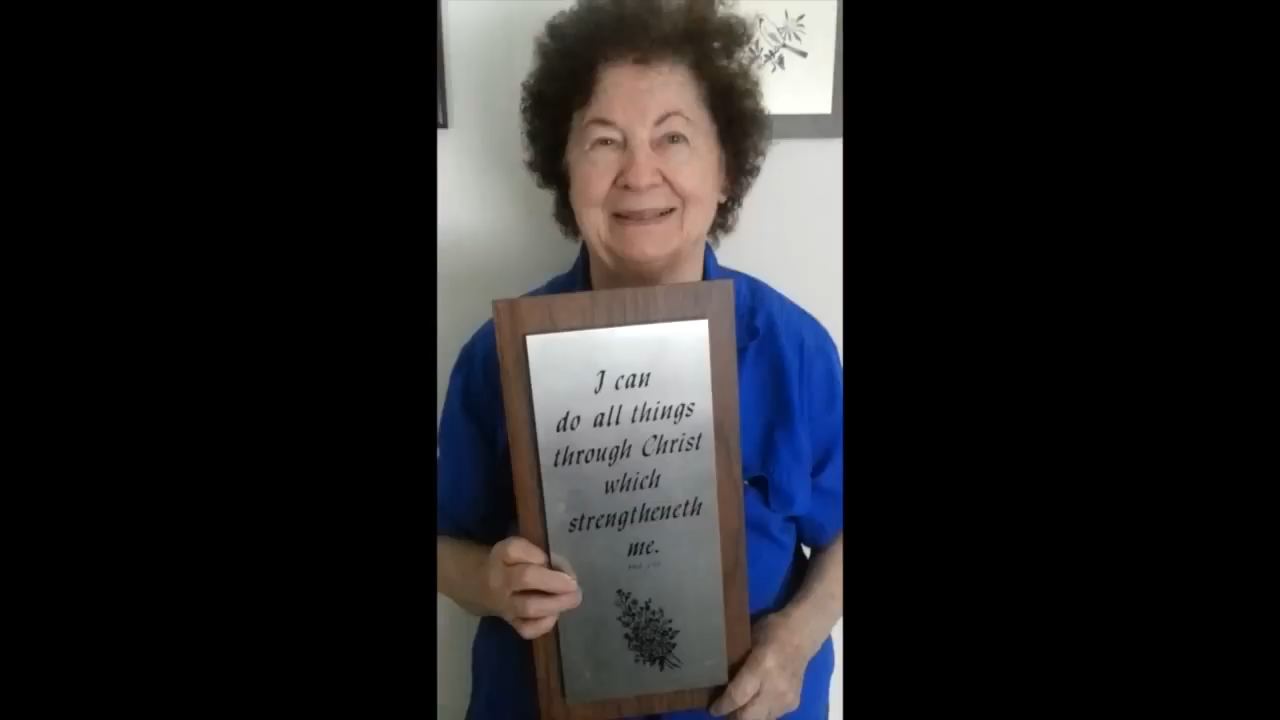 I can
do all things
through Christ
which
strengtheneth
me.